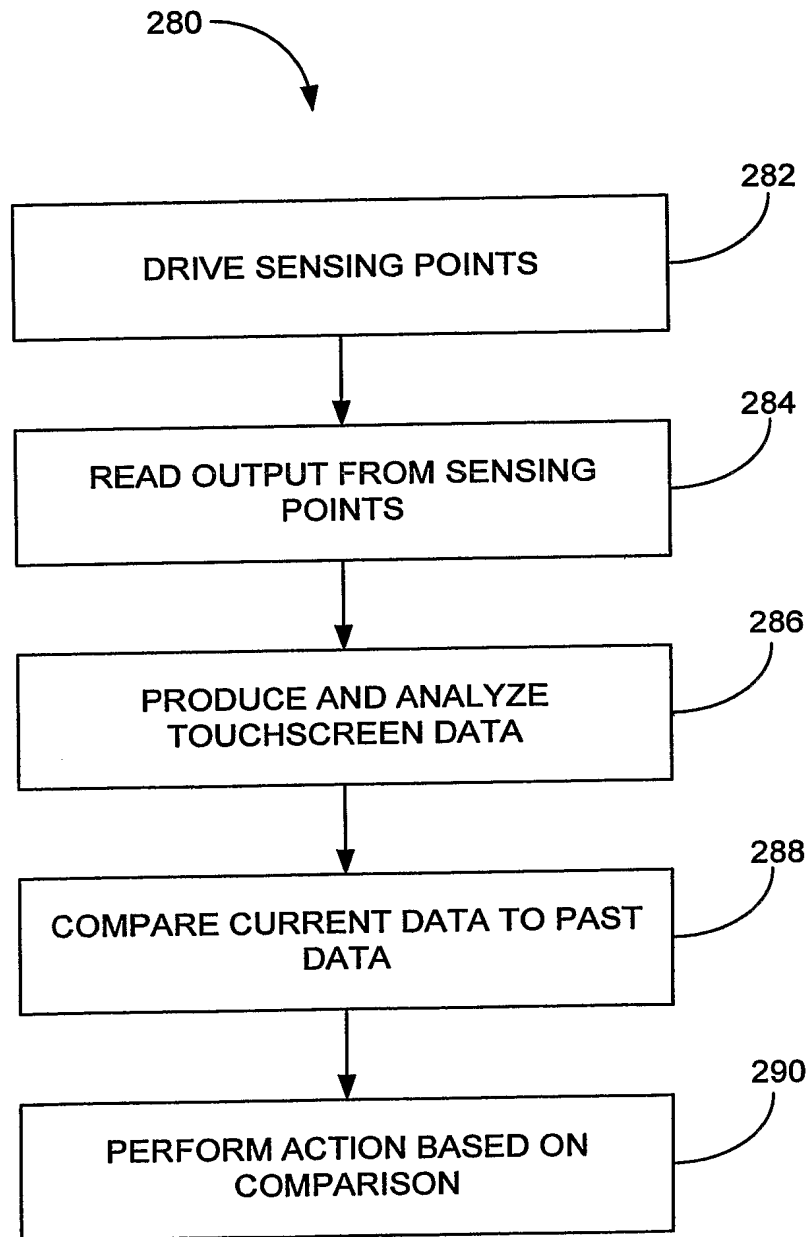 280
282
DRIVE SENSING POINTS
284
READ OUTPUT FROM SENSING
POINTS
286
PRODUCE AND ANALYZE
TOUCHSCREEN DATA
288
COMPARE CURRENT DATA TO PAST
DATA
290
PERFORM ACTION BASED ON
COMPARISON